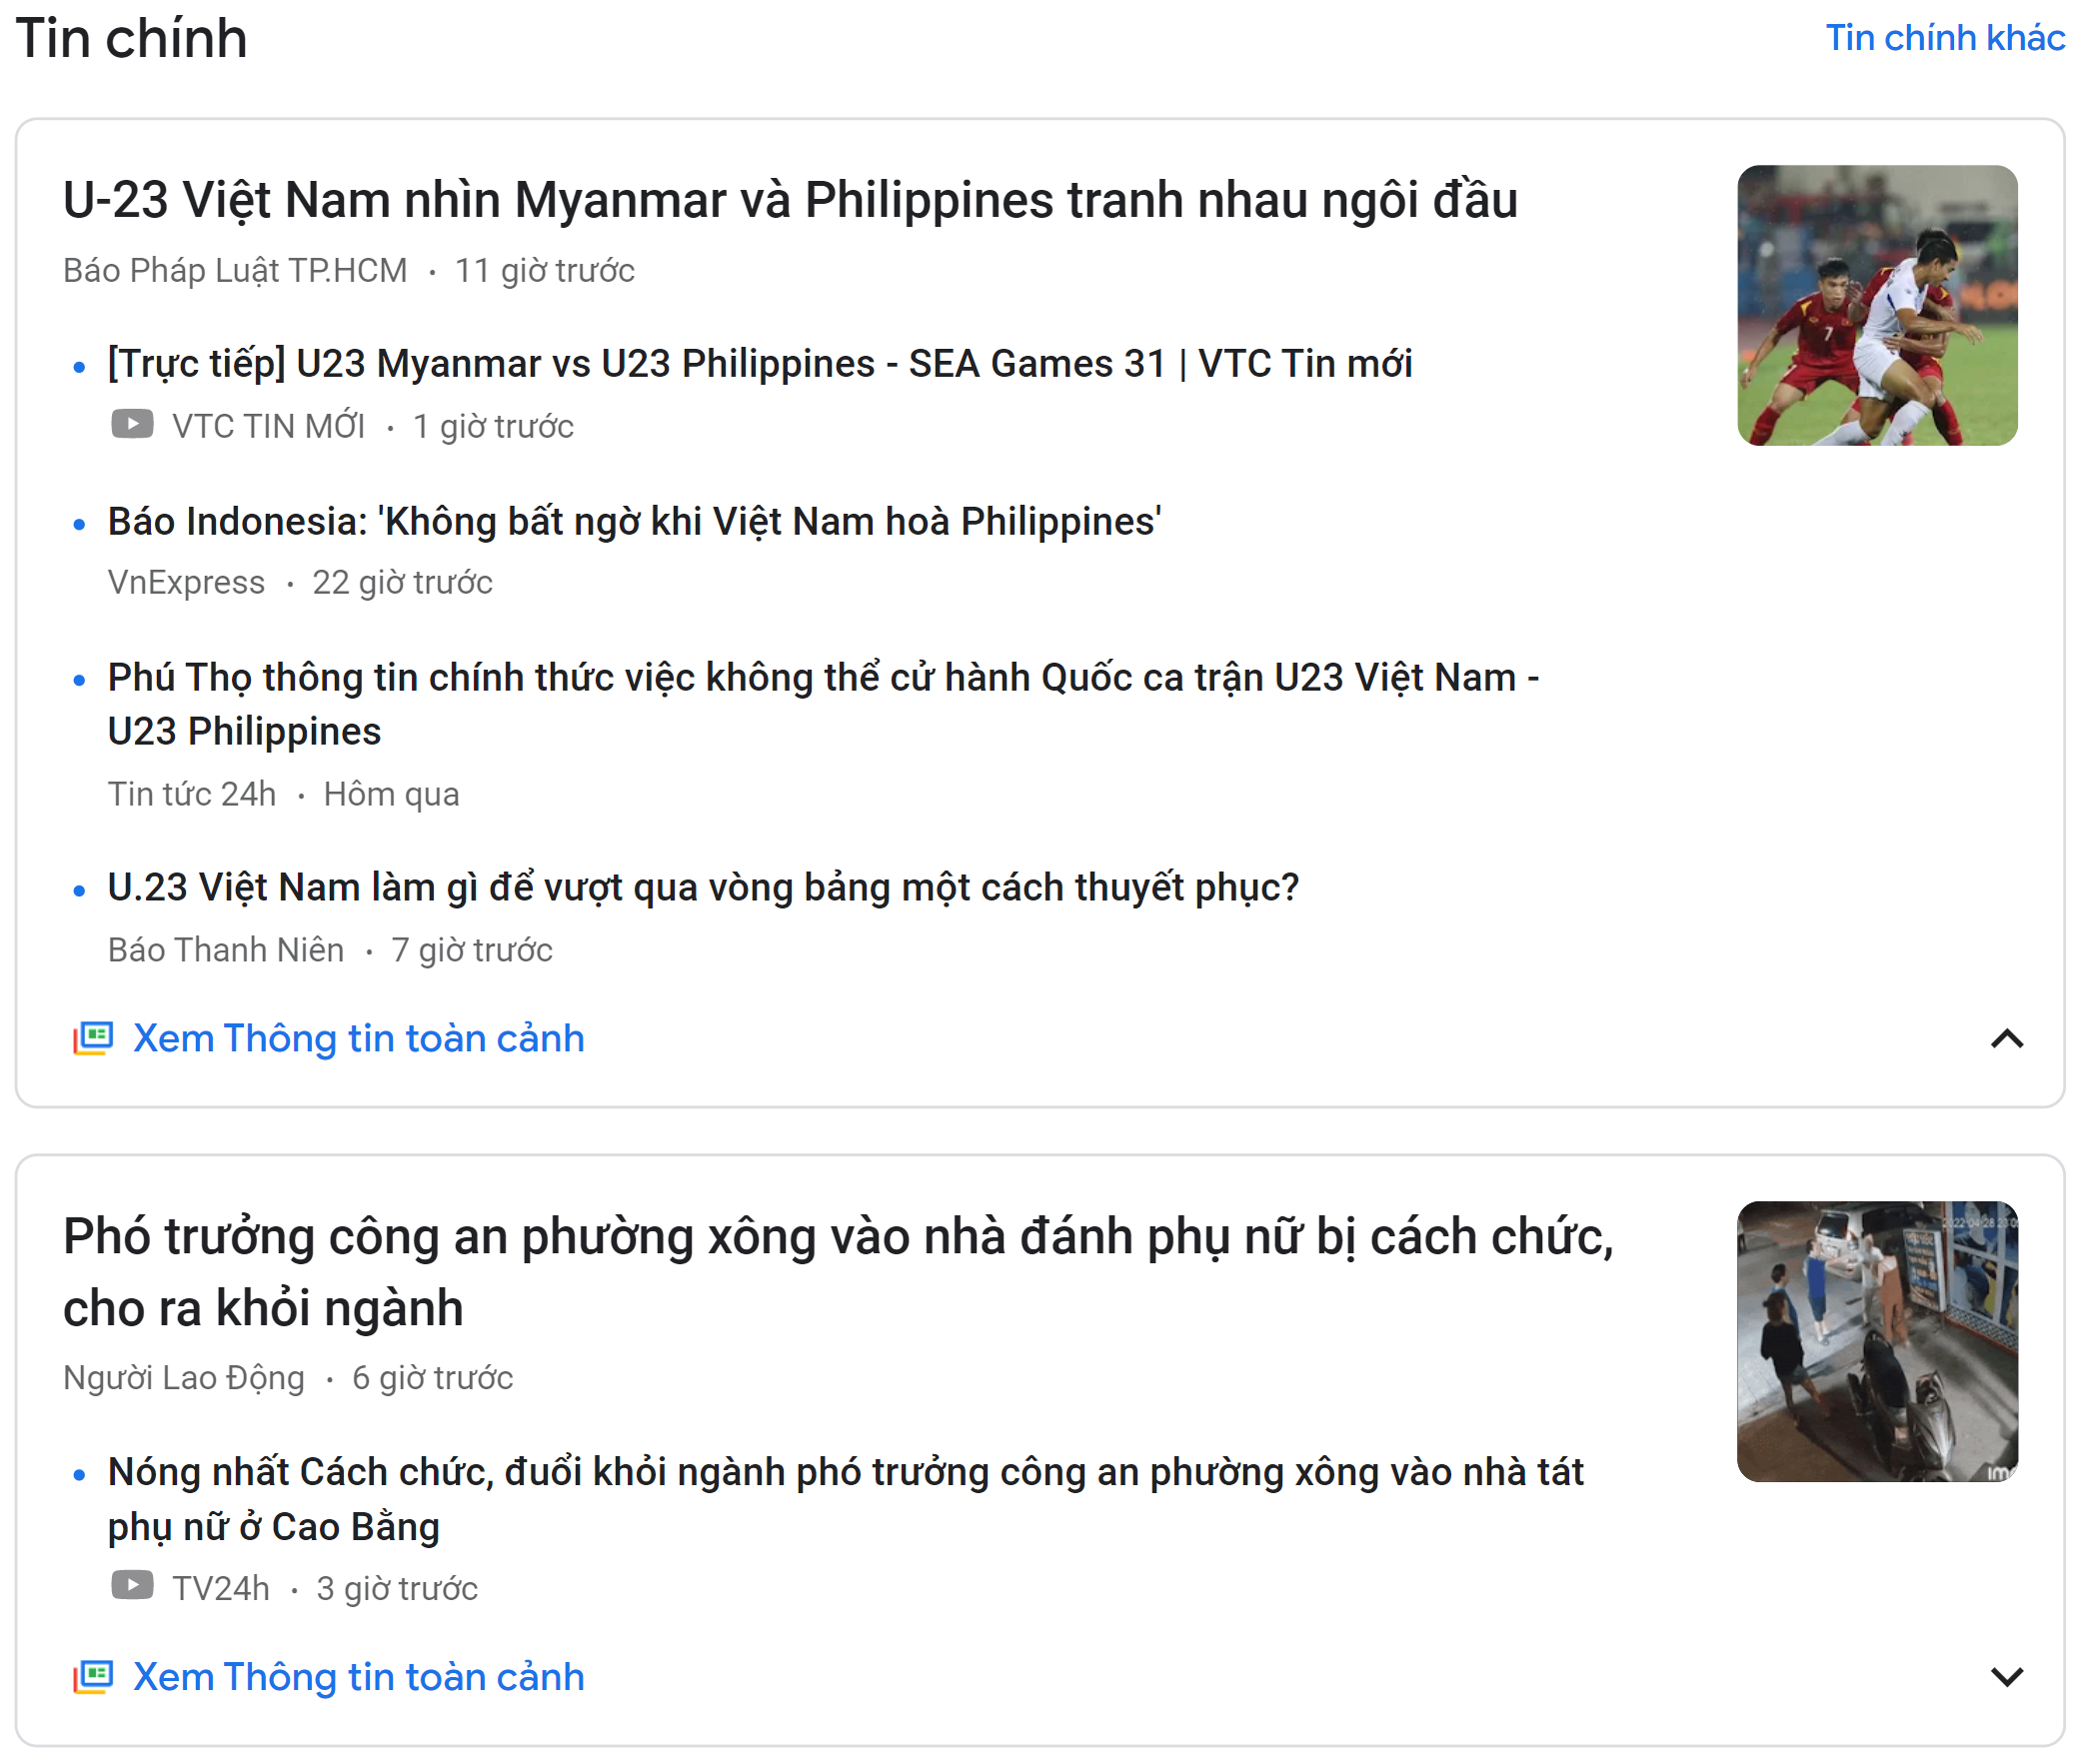 Tin chính
Tin chính khác
U-23 Việt Nam nhìn Myanmar và Philippines tranh nhau ngôi đầu
Báo Pháp Luật TP.HCM • 11 giờ trước
7
[Trực tiếp] U23 Myanmar vs U23 Philippines - SEA Games 31 | VTC Tin mới
VTC TIN MỚI • 1 giờ trước
Báo Indonesia: 'Không bất ngờ khi Việt Nam hoà Philippines'
VnExpress • 22 giờ trước
Phú Thọ thông tin chính thức việc không thể cử hành Quốc ca trận U23 Việt Nam -
U23 Philippines
Tin tức 24h • Hôm qua
U.23 Việt Nam làm gì để vượt qua vòng bảng một cách thuyết phục?
Báo Thanh Niên • 7 giờ trước
Xem Thông tin toàn cảnh
Phó trưởng công an phường xông vào nhà đánh phụ nữ bị cách chức,
cho ra khỏi ngành
Người Lao Động • 6 giờ trước
Nóng nhất Cách chức, đuổi khỏi ngành phó trưởng công an phường xông vào nhà tát
phụ nữ ở Cao Bằng
TV24h • 3 giờ trước
Xem Thông tin toàn cảnh